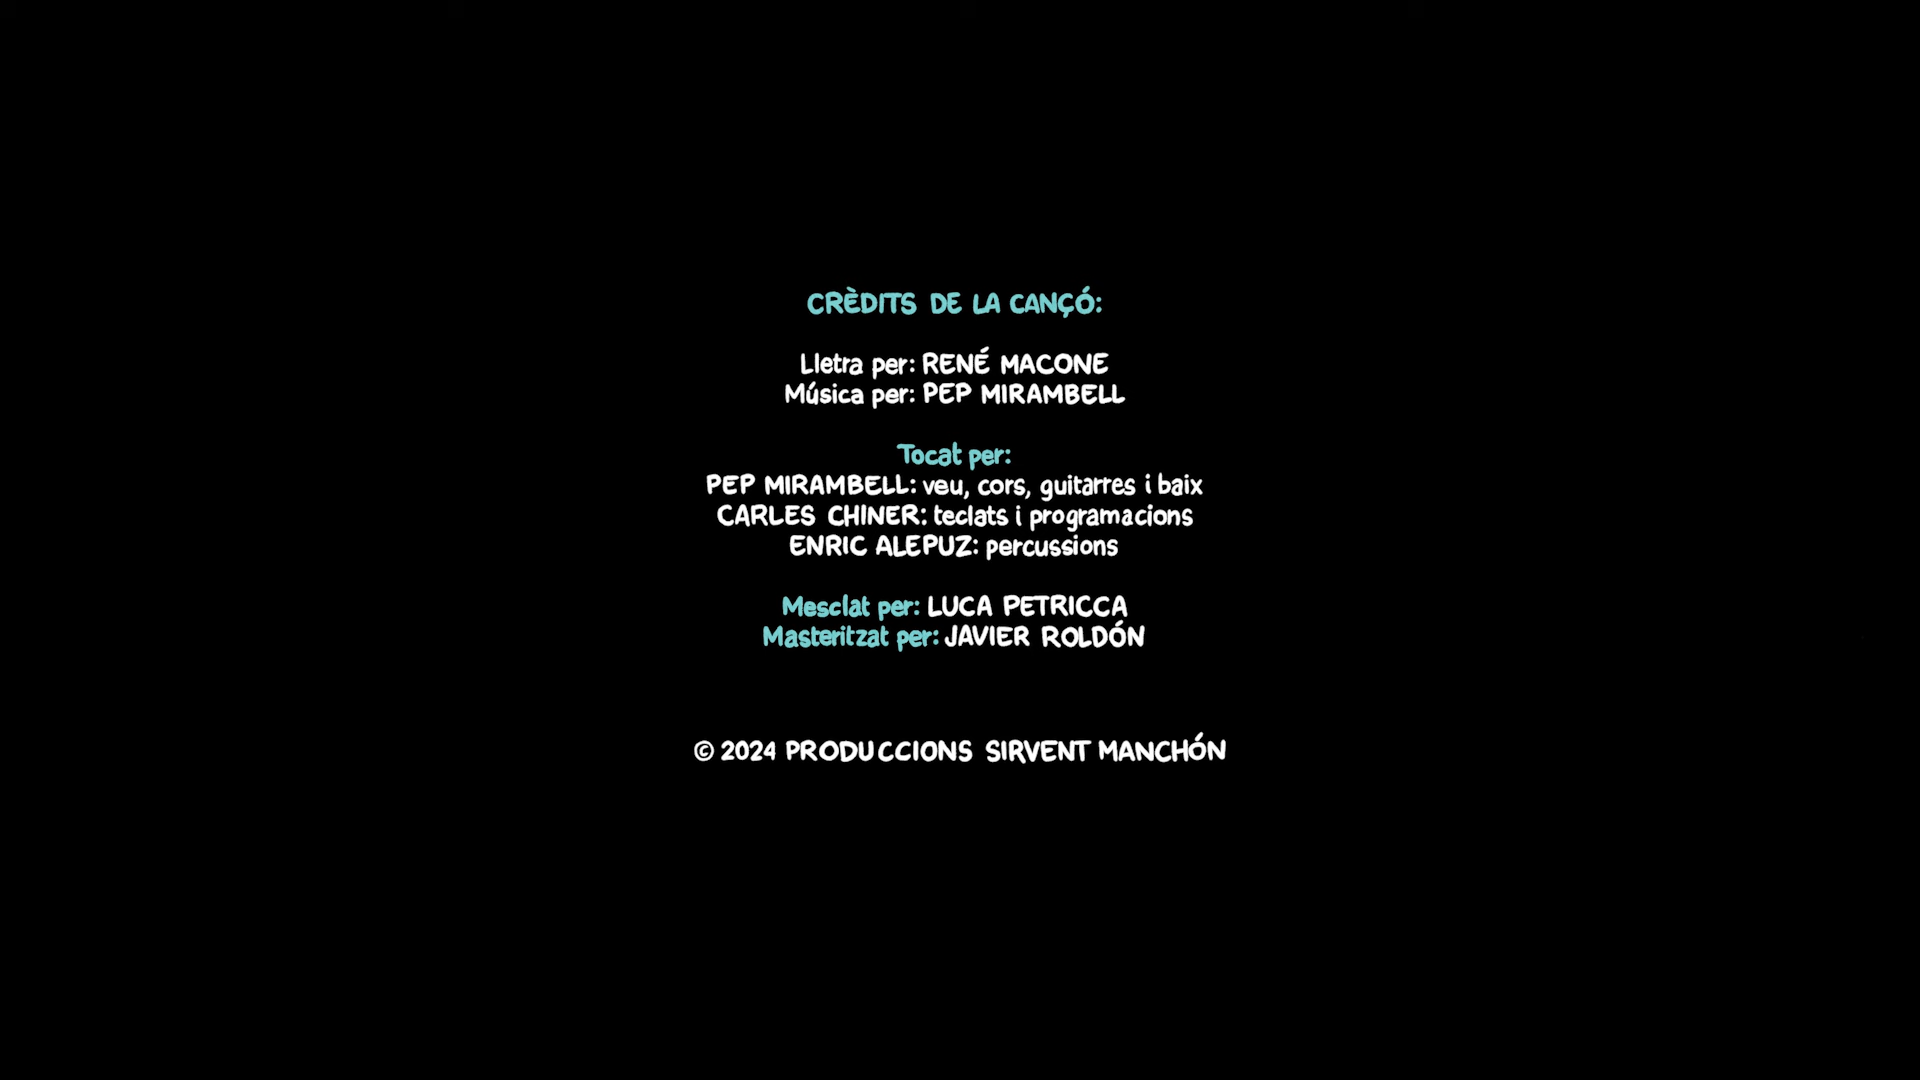 CRÈDITS DE LA CANÇÓ:
Lletra per: RENÉ MACONE
Música per: PEP MIRAMBELL
Tocat per:
PEP MIRAMBELL: veu, cors, guitarres i baix
CARLES CHINER: teclats i programacions
ENRIC ALEPUZ: percussions
Mesclat per: LUCA PETRICCA
Masteritzat per: JAVIER ROLDÓN
© 2024 PRODUCCIONS SIRVENT MANCHÓN